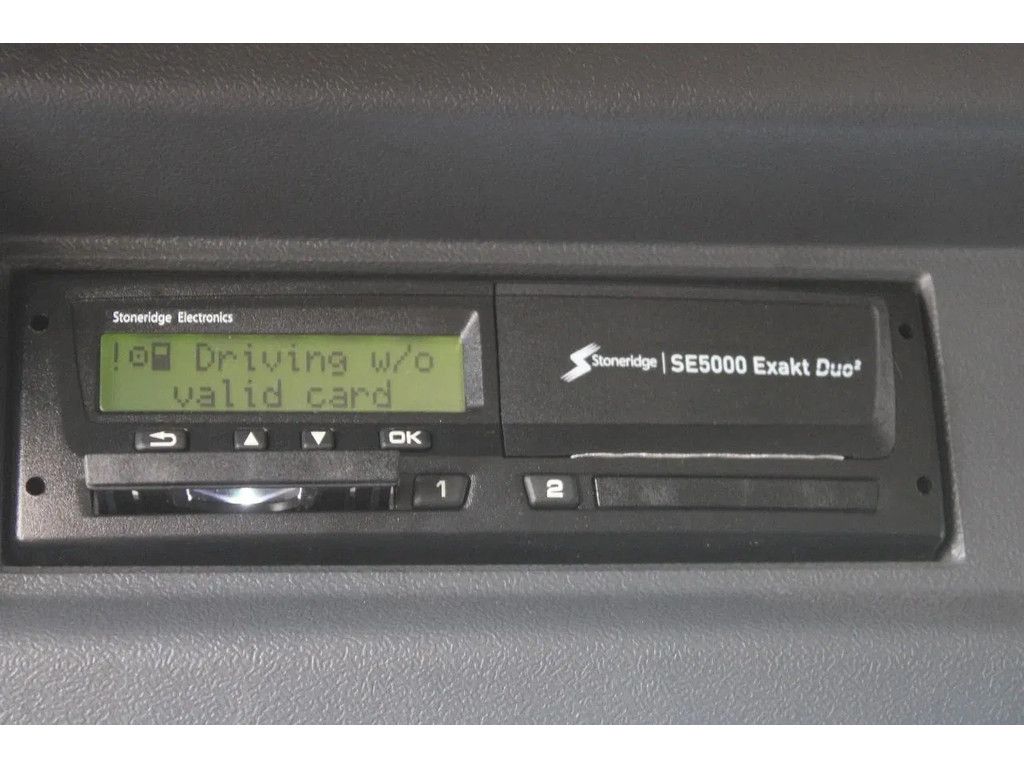 Stoneridge Electronics
! Driving w/o
valid card
OK
1
Stoneridge | SE5000 Exakt Duo²
2